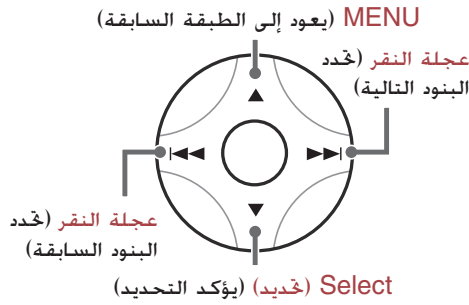 MENU (يعود إلى الطبقة السابقة)
عجلة النقر (تحدد
البنود التالية)
عجلة النقر (تحدد
البنود السابقة)
Select (تحديد) (يؤكد التحديد)